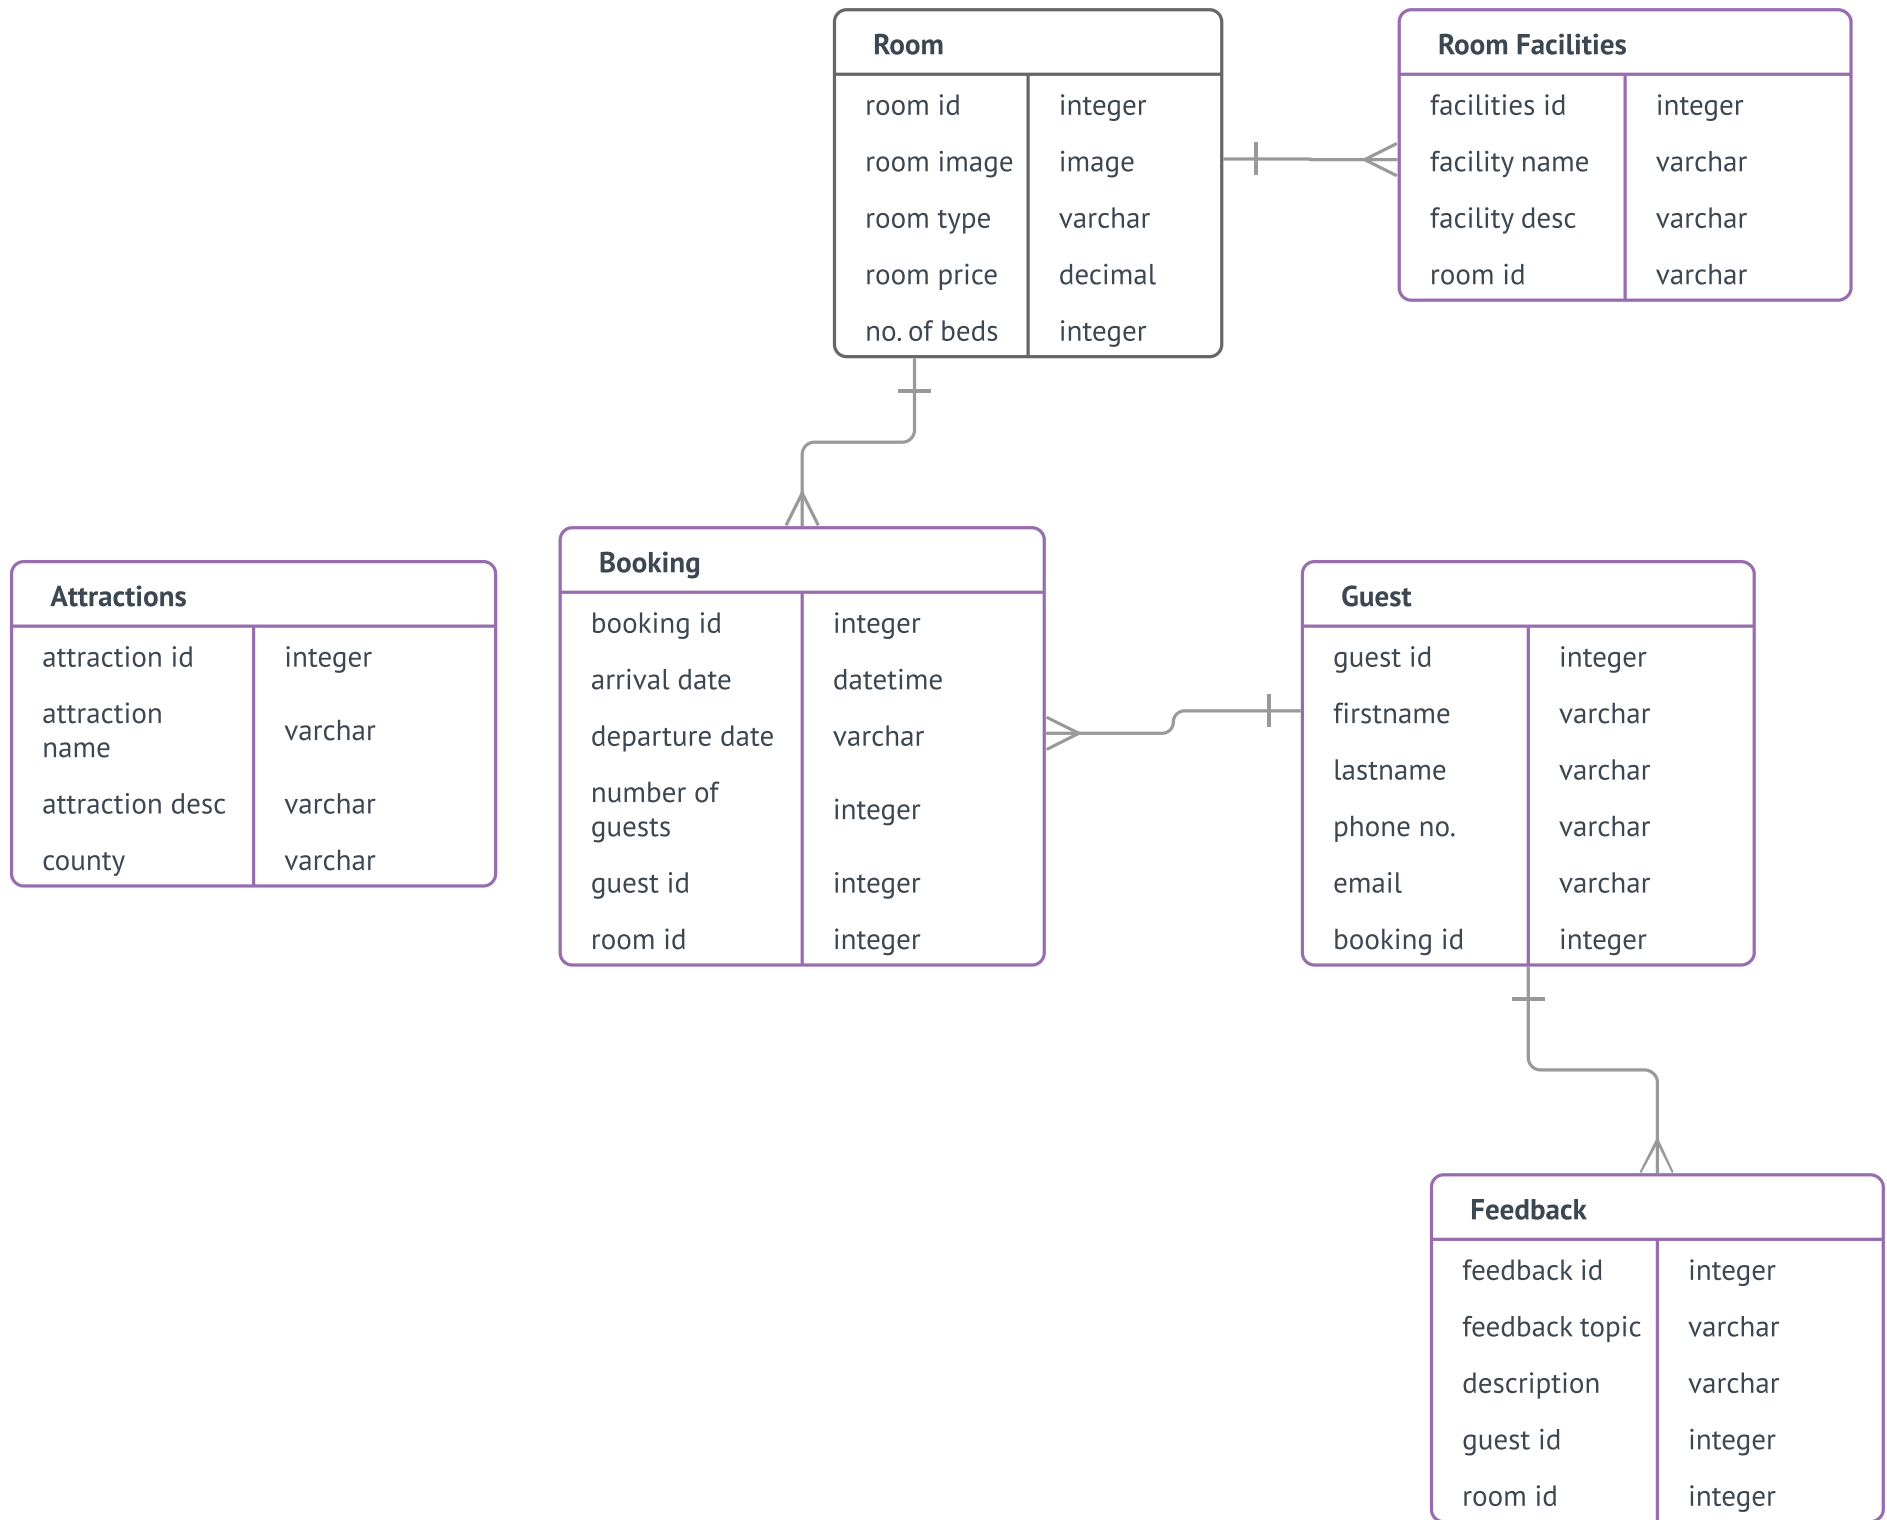 Room
room id integer
room image image
room type varchar
room price decimal
no. of beds integer
Room Facilities
facilities id integer
facility name varchar
facility desc varchar
room id varchar
Attractions
attraction id integer
attraction
name
varchar
attraction desc varchar
county varchar
Booking
booking id integer
arrival date datetime
departure date varchar
number of
guests
integer
guest id integer
room id integer
Guest
guest id integer
firstname varchar
lastname varchar
phone no. varchar
email varchar
booking id integer
Feedback
feedback id integer
feedback topic varchar
description varchar
guest id integer
room id integer